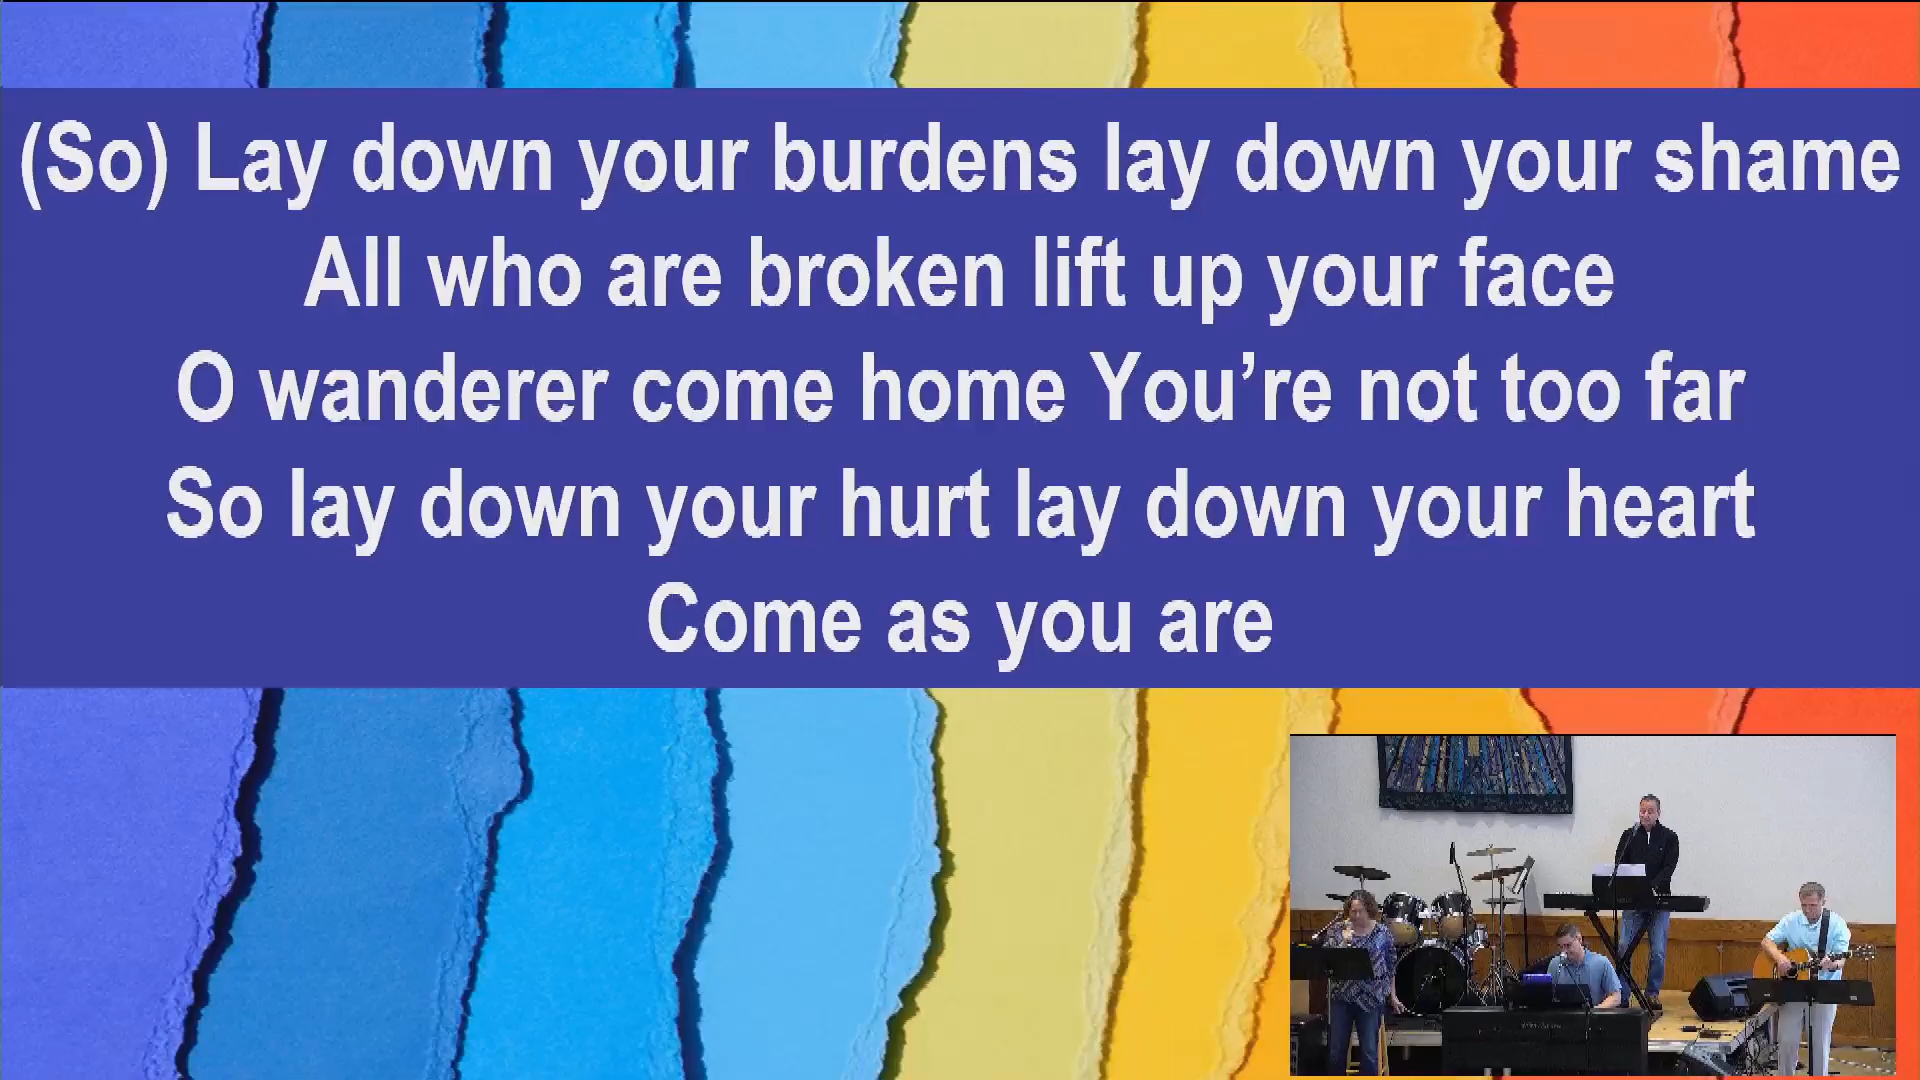 (So) Lay down your burdens lay down your shame
All who are broken lift up your face
O wanderer come home You’re not too far
So lay down your hurt lay down your heart
Come as you are